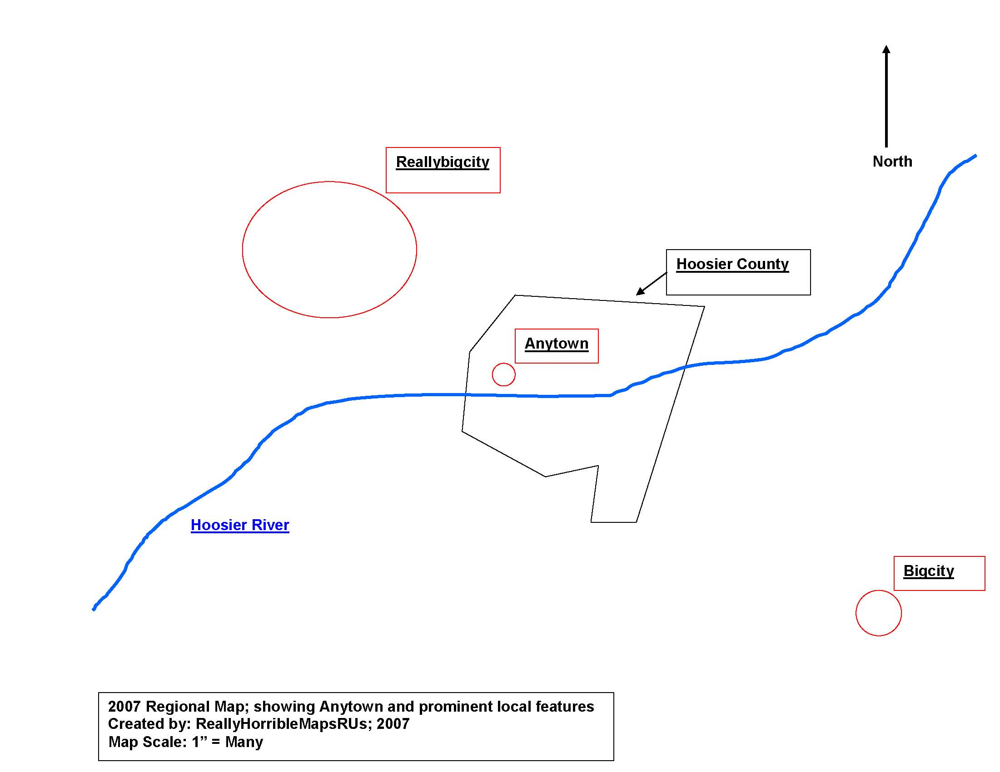 North
Reallybigcity
Hoosier County
Anytown
Hoosier River
Bigcity
2007 Regional Map; showing Anytown and prominent local features
Created by: ReallyHorribleMapsRUs; 2007
Map Scale: 1” = Many